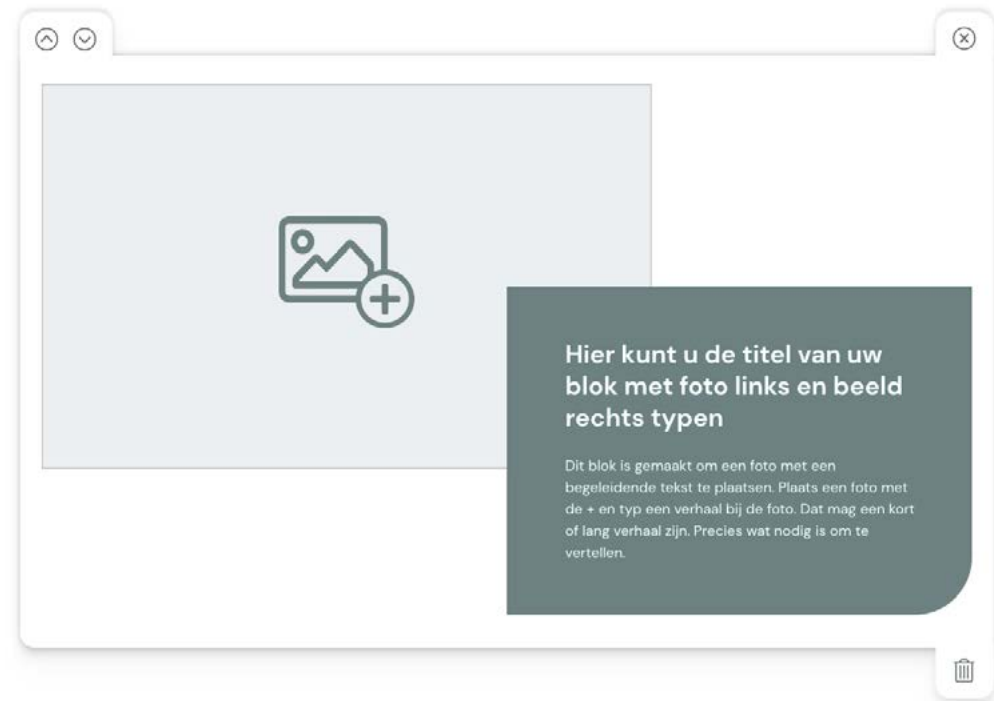 Hier kunt u de titel van uw
blok met foto links en beeld
rechts typen
Dit blok is gemaakt om een foto met een
begeleidende tekst te plaatsen. Plaats een foto met
de + en typ een verhaal bij de foto. Dat mag een kort
of lang verhaal zijn. Precies wat nodig is om te
vertellen.